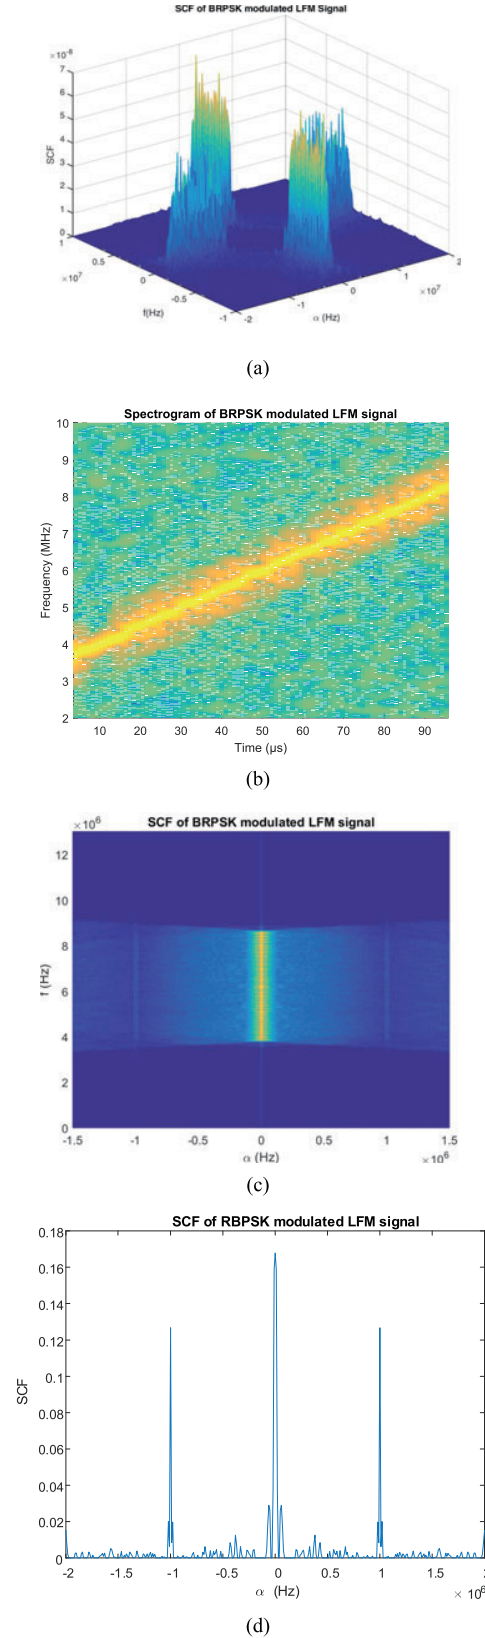 SCF of BRPSK modulated LFM Signal
×10⁻⁸
7
6
5
4
3
2
1
0
SCF
1
0.5
0
-0.5
-1
×10⁷
f(Hz)
-2
-1
0
1
2
×10⁷
α (Hz)
(a)
Spectrogram of BRPSK modulated LFM signal
10
9
8
7
6
5
4
3
2
Frequency (MHz)
10 20 30 40 50 60 70 80 90
Time (µs)
(b)
×10⁶
SCF of BRPSK modulated LFM signal
12
10
8
6
4
2
0
f (Hz)
-1.5 -1 -0.5 0 0.5 1 1.5
α (Hz)
×10⁶
(c)
SCF of RBPSK modulated LFM signal
0.18
0.16
0.14
0.12
0.1
0.08
0.06
0.04
0.02
0
SCF
-2 -1.5 -1 -0.5 0 0.5 1 1.5 2
α (Hz)
× 10⁶
(d)